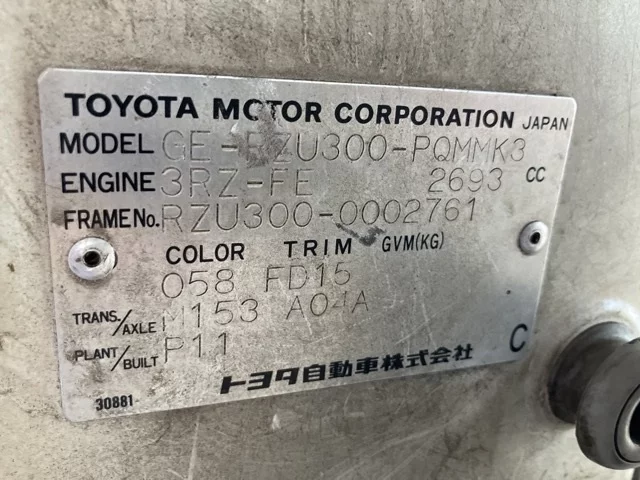 TOYOTA MOTOR CORPORATION JAPAN
MODEL GE-RZU300-PQMMK3
ENGINE 3RZ-FE 2693 CC
FRAME No. RZU300-0002761
COLOR TRIM GVM(KG)
058 FD15
TRANS./AXLE M153 A04A
PLANT/BUILT P11
トヨタ自動車株式会社 C
30881